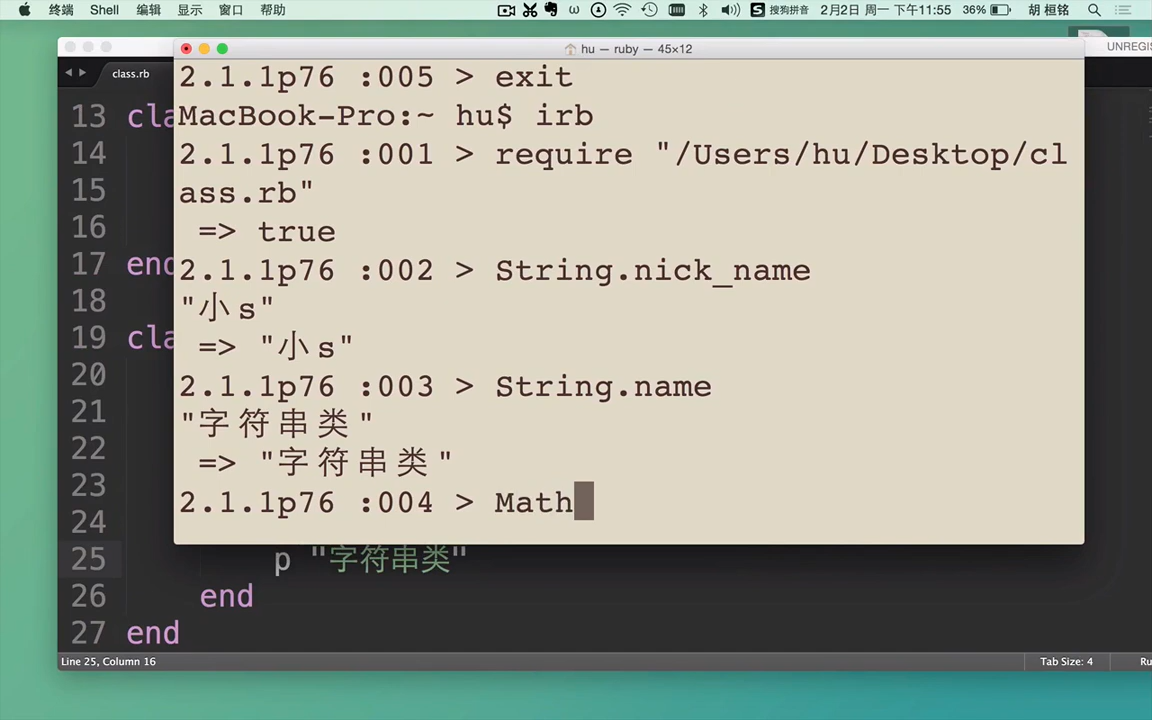 终端 Shell 编辑 显示 窗口 帮助 搜狗拼音 2月2日 周一 下午11:55 36% 胡 桓铭
hu — ruby — 45×12
UNREGIS
class.rb
2.1.1p76 :005 > exit
MacBook-Pro:~ hu$ irb
2.1.1p76 :001 > require "/Users/hu/Desktop/cl
ass.rb"
=> true
2.1.1p76 :002 > String.nick_name
"小s"
=> "小s"
2.1.1p76 :003 > String.name
"字符串类"
=> "字符串类"
2.1.1p76 :004 > Math
13 cla
14
15
16
17 end
18
19 cla
20
21
22
23
24
25 p "字符串类"
26 end
27 end
Line 25, Column 16 Tab Size: 4 Ru